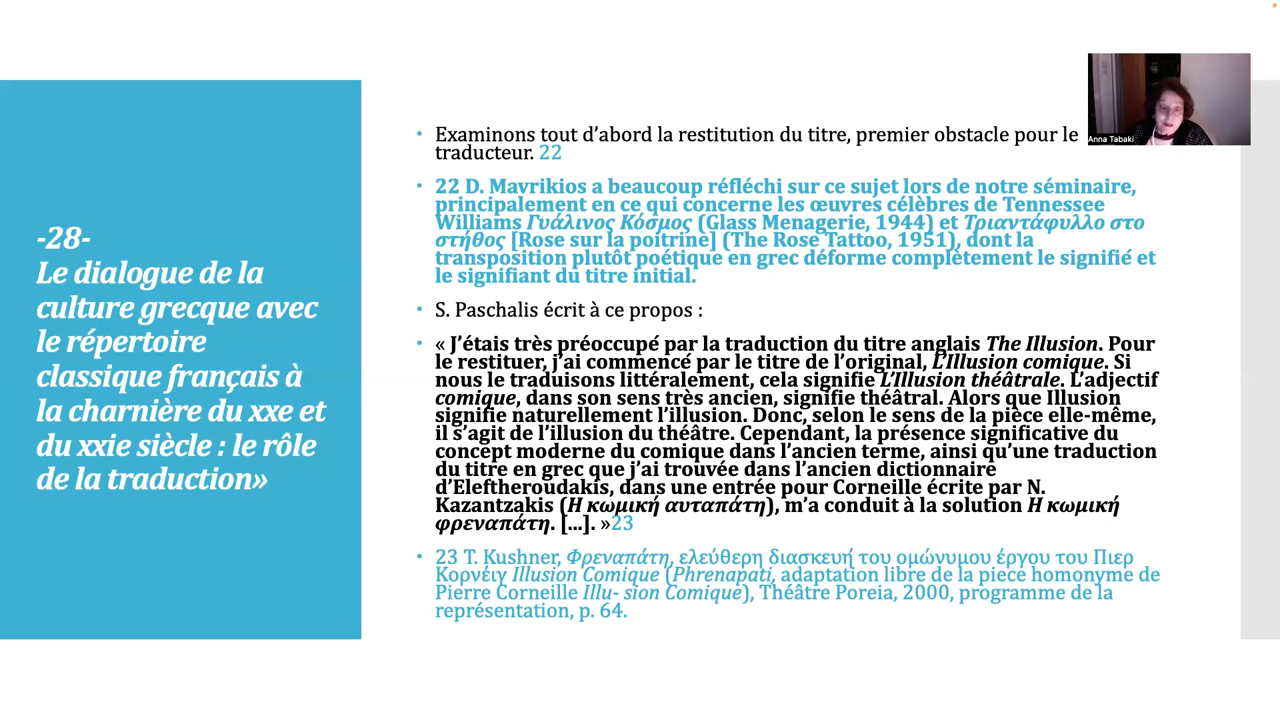 -28-
Le dialogue de la
culture grecque avec
le répertoire
classique français à
la charnière du xxe et
du xxie siècle : le rôle
de la traduction»
• Examinons tout d’abord la restitution du titre, premier obstacle pour le
traducteur. 22
• 22 D. Mavrikios a beaucoup réfléchi sur ce sujet lors de notre séminaire,
principalement en ce qui concerne les œuvres célèbres de Tennessee
Williams Γυάλινος Κόσμος (Glass Menagerie, 1944) et Τριαντάφυλλο στο
στήθος [Rose sur la poitrine] (The Rose Tattoo, 1951), dont la
transposition plutôt poétique en grec déforme complètement le signifié et
le signifiant du titre initial.
• S. Paschalis écrit à ce propos :
• « J’étais très préoccupé par la traduction du titre anglais The Illusion. Pour
le restituer, j’ai commencé par le titre de l’original, L’Illusion comique. Si
nous le traduisons littéralement, cela signifie L’Illusion théâtrale. L’adjectif
comique, dans son sens très ancien, signifie théâtral. Alors que Illusion
signifie naturellement l’illusion. Donc, selon le sens de la pièce elle-même,
il s’agit de l’illusion du théâtre. Cependant, la présence significative du
concept moderne du comique dans l’ancien terme, ainsi qu’une traduction
du titre en grec que j’ai trouvée dans l’ancien dictionnaire
d’Eleftheroudakis, dans une entrée pour Corneille écrite par N.
Kazantzakis (Η κωμική αυταπάτη), m’a conduit à la solution Η κωμική
φρεναπάτη. […]. »23
• 23 T. Kushner, Φρεναπάτη, ελεύθερη διασκευή του ομώνυμου έργου του Πιερ
Κορνέιγ Illusion Comique (Phrenapati, adaptation libre de la piece homonyme de
Pierre Corneille Illu- sion Comique), Théâtre Poreia, 2000, programme de la
représentation, p. 64.
Anna Tabaki